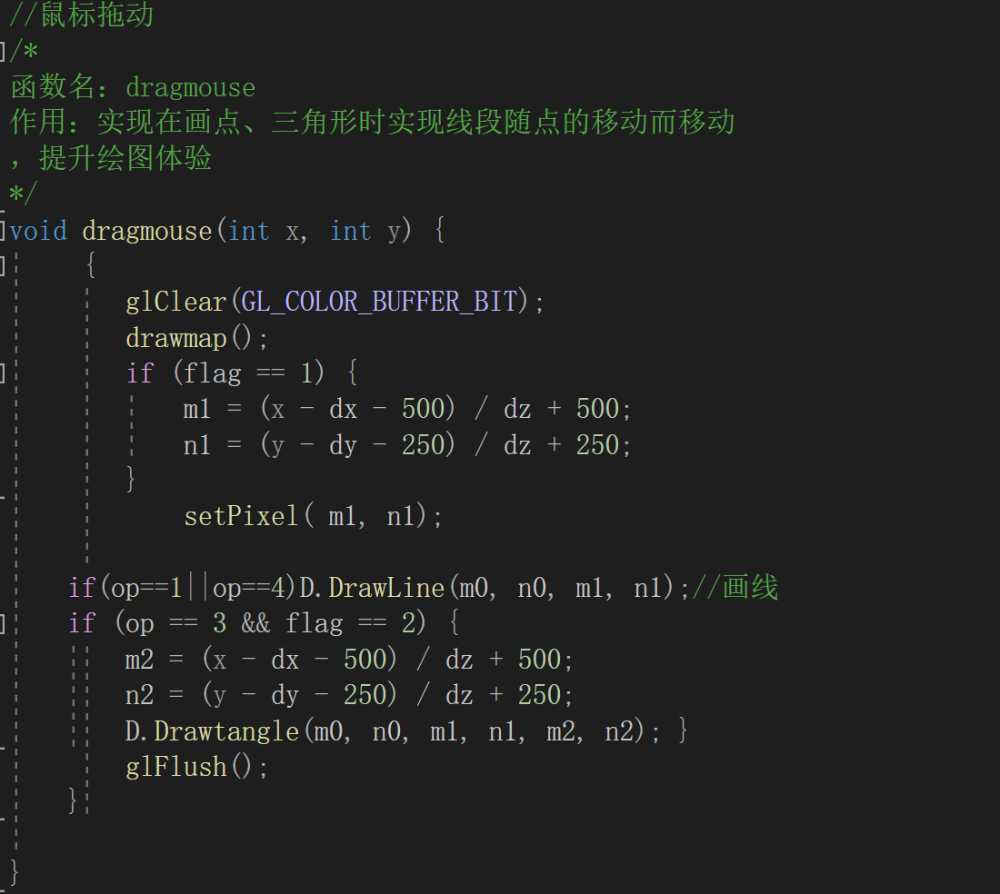 //鼠标拖动
/*
函数名：dragmouse
作用：实现在画点、三角形时实现线段随点的移动而移动
，提升绘图体验
*/
void dragmouse(int x, int y) {
{
glClear(GL_COLOR_BUFFER_BIT);
drawmap();
if (flag == 1) {
m1 = (x - dx - 500) / dz + 500;
n1 = (y - dy - 250) / dz + 250;
}
setPixel( m1, n1);
if(op==1||op==4)D.DrawLine(m0, n0, m1, n1);//画线
if (op == 3 && flag == 2) {
m2 = (x - dx - 500) / dz + 500;
n2 = (y - dy - 250) / dz + 250;
D.Drawtangle(m0, n0, m1, n1, m2, n2); }
glFlush();
}
}